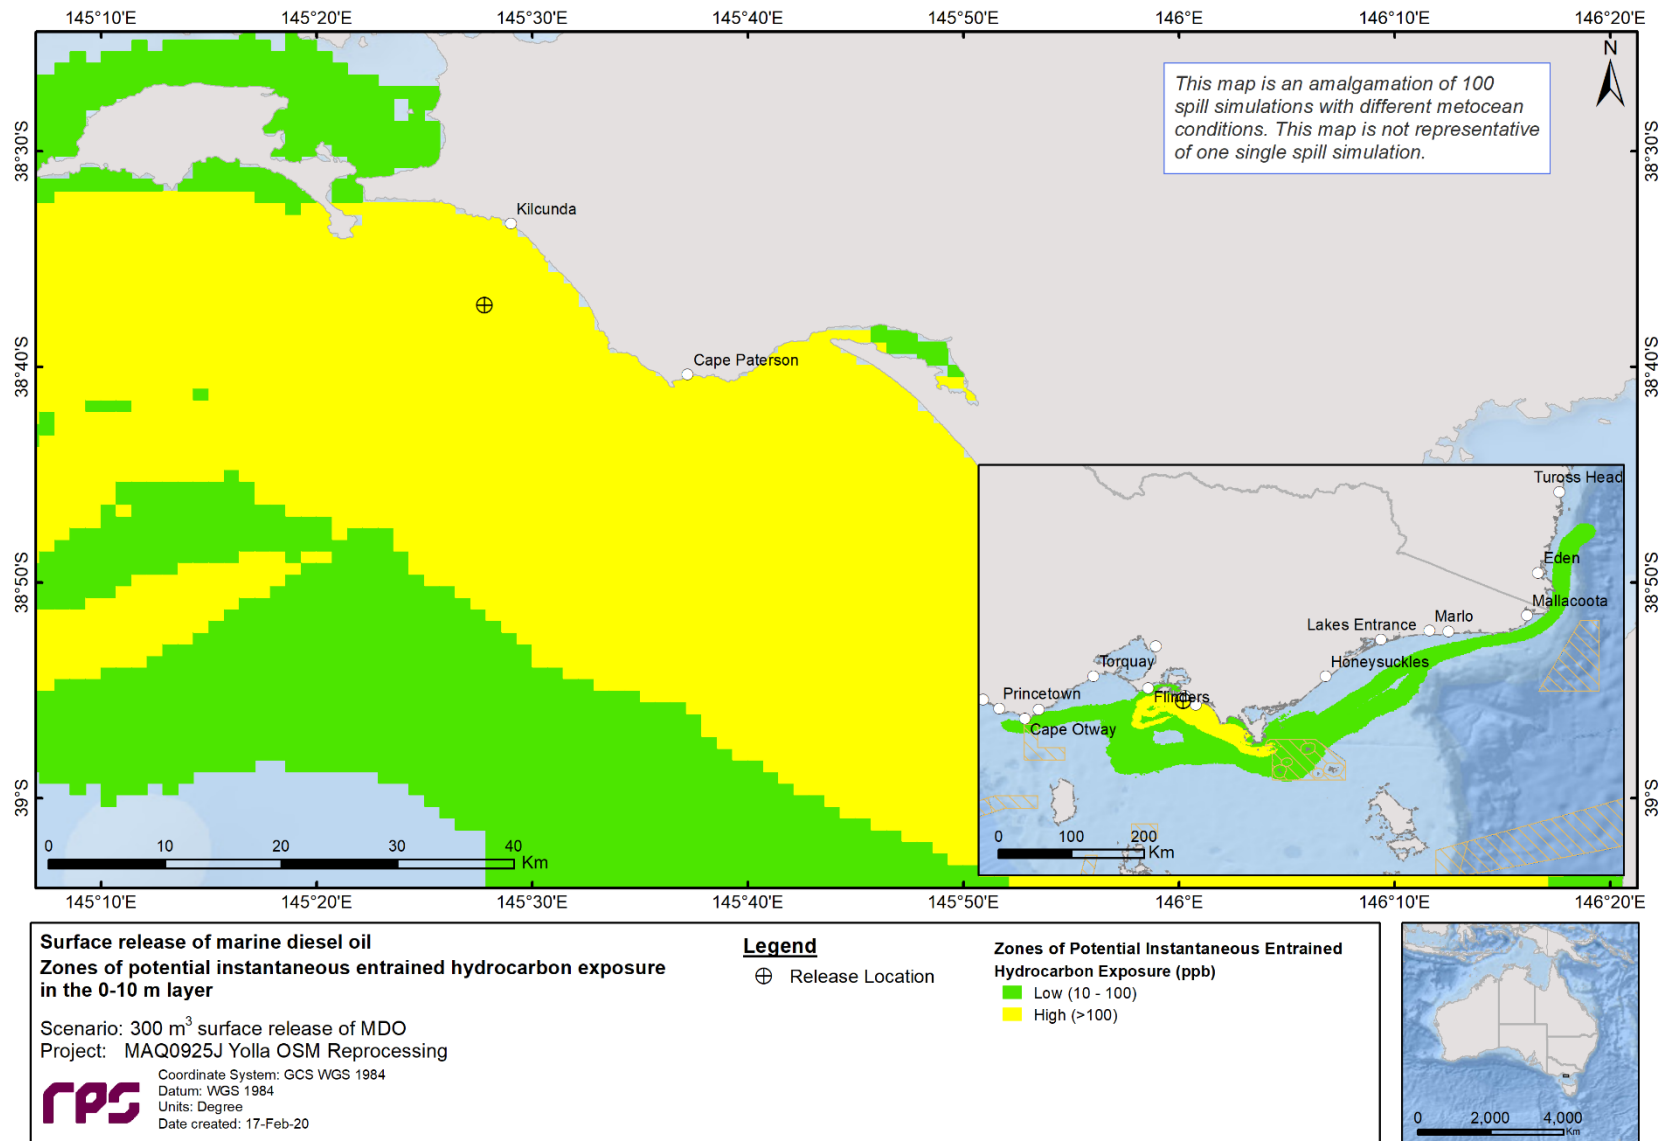 145°10'E 145°20'E 145°30'E 145°40'E 145°50'E 146°E 146°10'E 146°20'E
N
This map is an amalgamation of 100
spill simulations with different metocean
conditions. This map is not representative
of one single spill simulation.
38°30'S 38°30'S
Kilcunda
Cape Paterson
38°40'S 38°40'S
Tuross Head
Eden
Mallacoota
Marlo
Lakes Entrance
Honeysuckles
Torquay
Flinders
Princetown
Cape Otway
38°50'S 38°50'S
39°S 39°S
0 100 200
Km
0 10 20 30 40
Km
145°10'E 145°20'E 145°30'E 145°40'E 145°50'E 146°E 146°10'E 146°20'E
Surface release of marine diesel oil
Zones of potential instantaneous entrained hydrocarbon exposure
in the 0-10 m layer
Scenario: 300 m³ surface release of MDO
Project: MAQ0925J Yolla OSM Reprocessing
rps
Coordinate System: GCS WGS 1984
Datum: WGS 1984
Units: Degree
Date created: 17-Feb-20
Legend
Release Location
Zones of Potential Instantaneous Entrained
Hydrocarbon Exposure (ppb)
Low (10 - 100)
High (>100)
0 2,000 4,000
Km